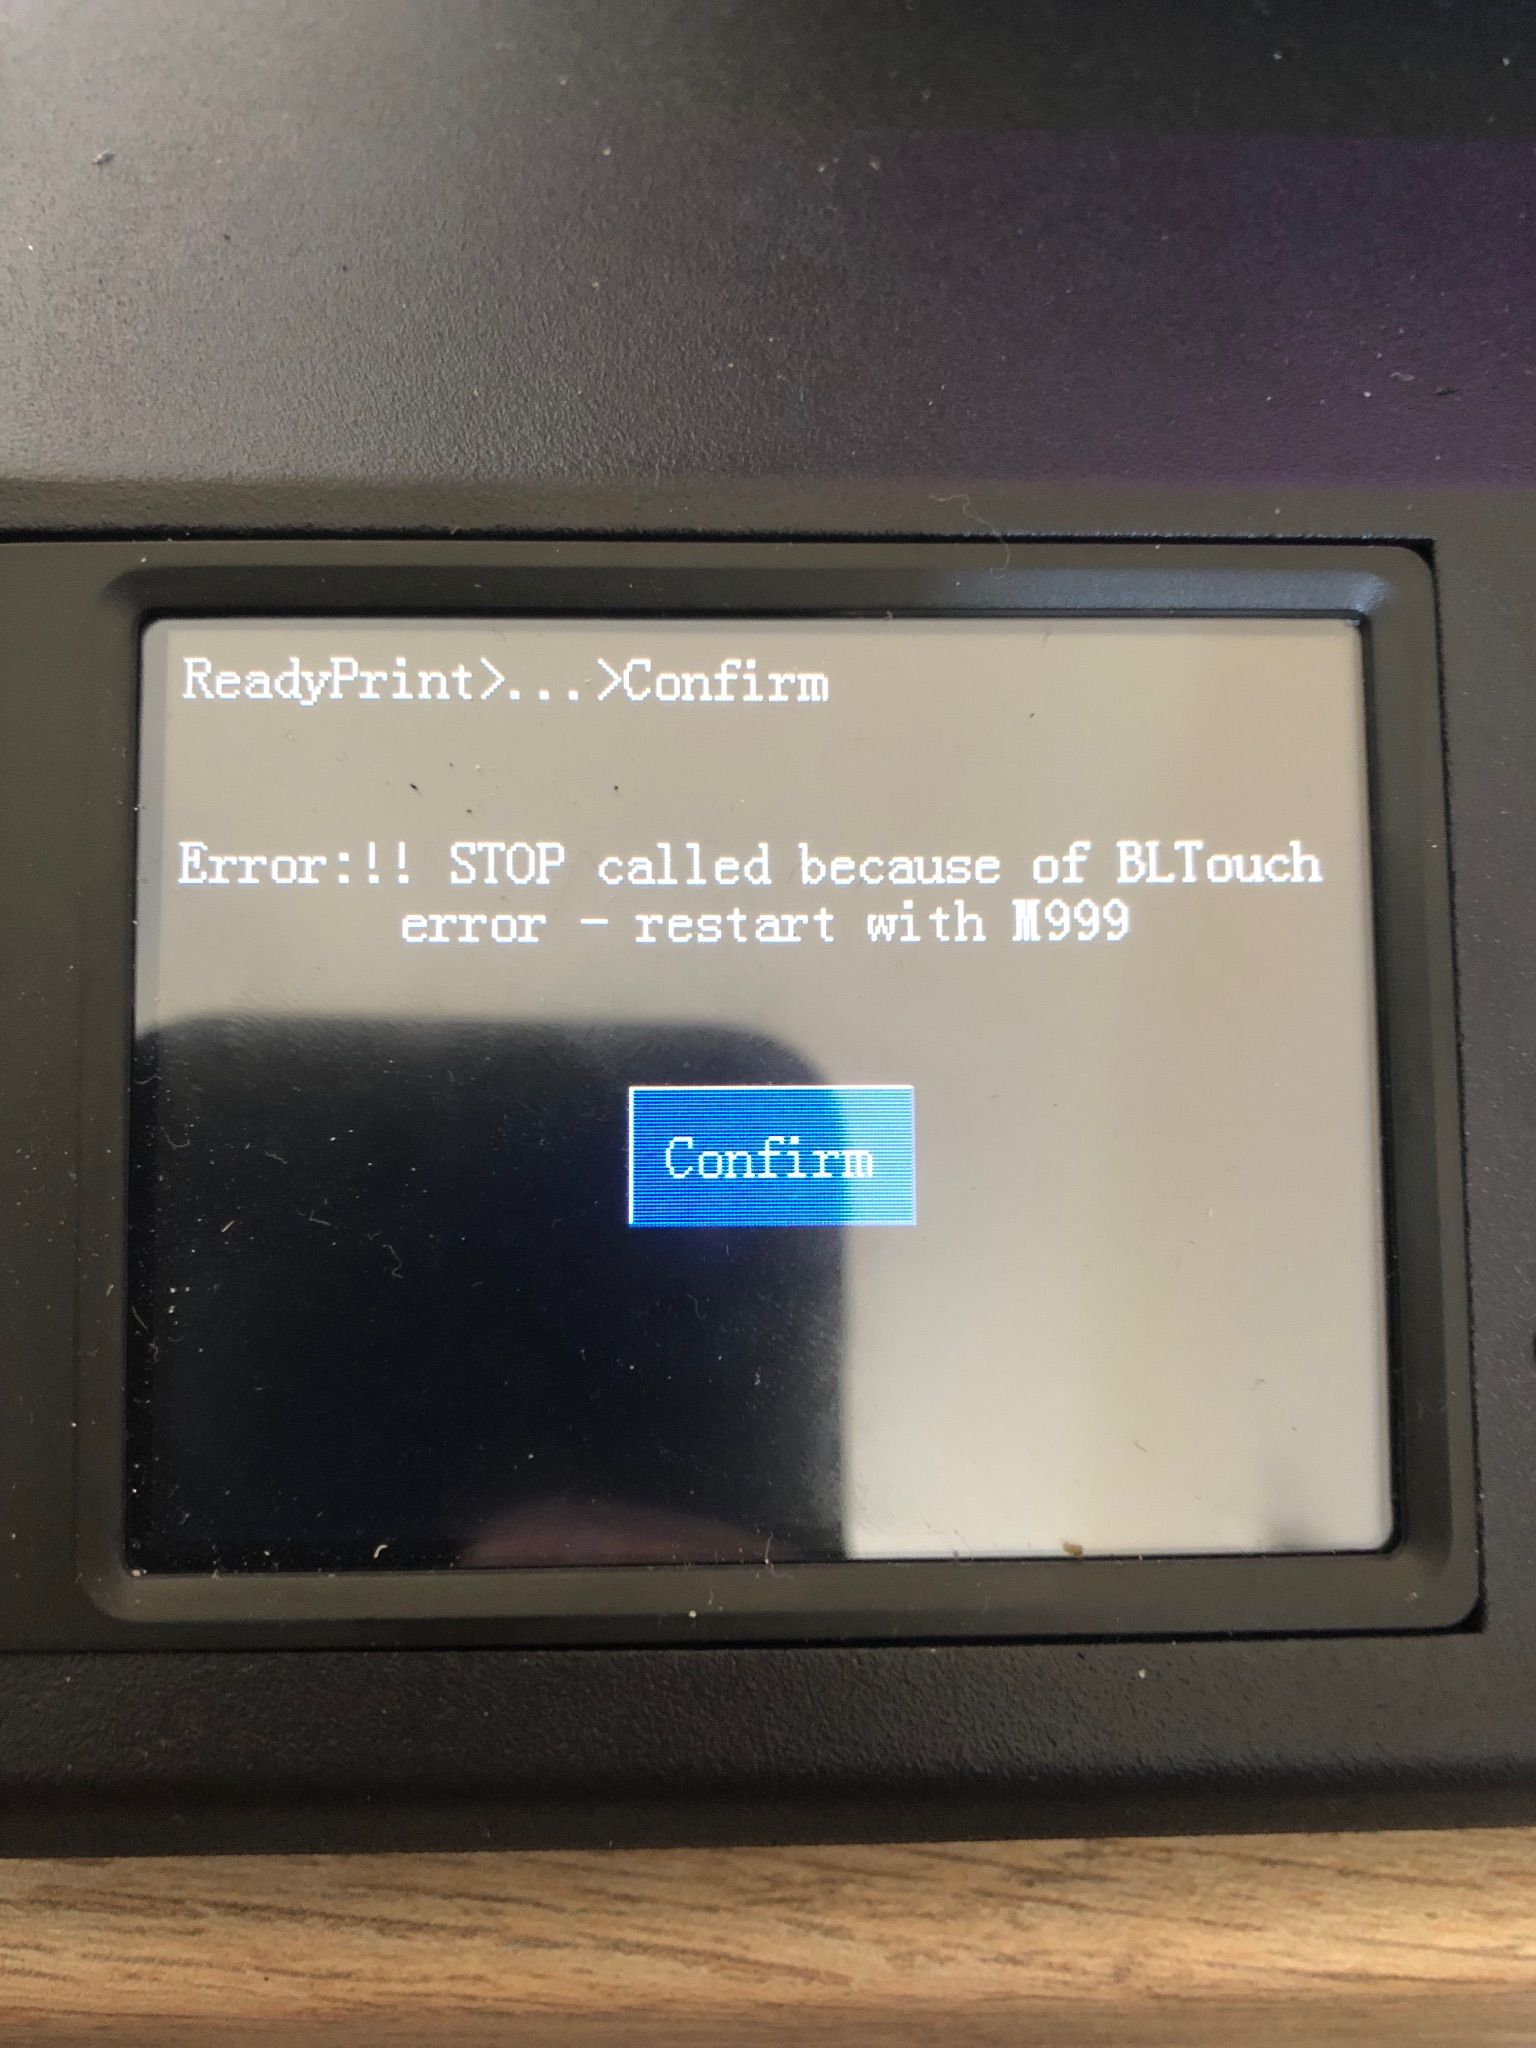 ReadyPrint>...>Confirm
Error:!! STOP called because of BLTouch
error - restart with M999
Confirm